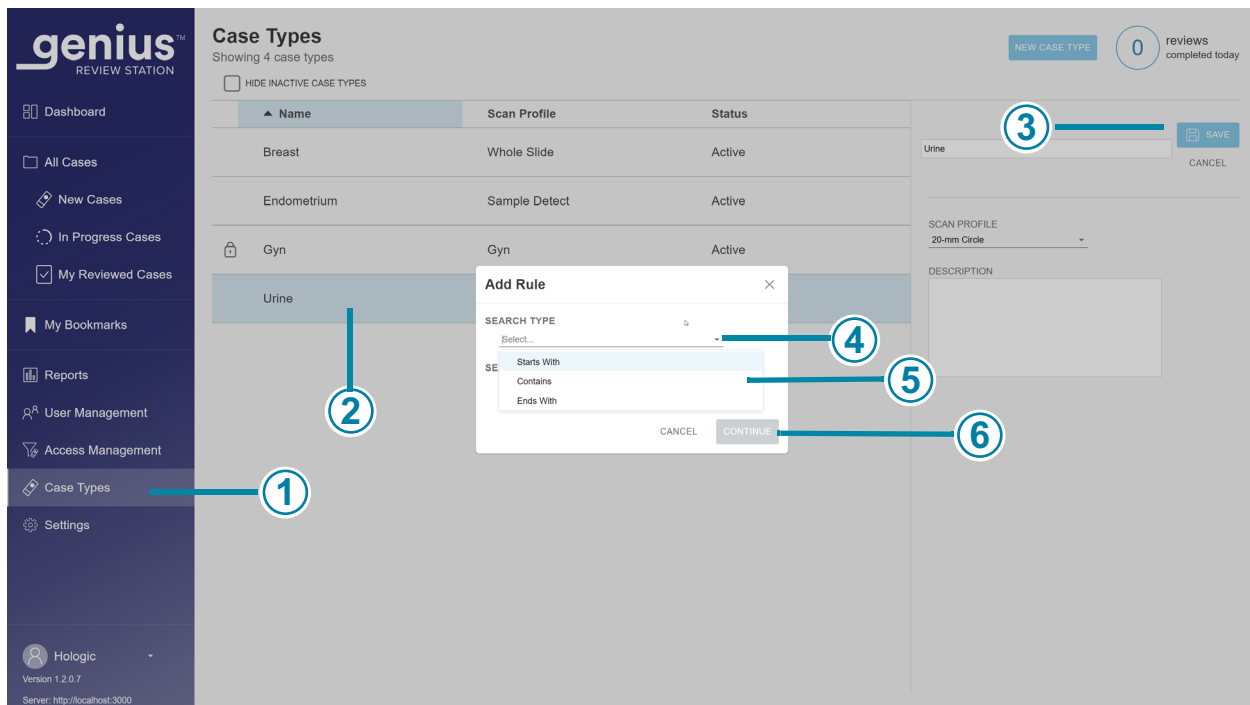 genius™
REVIEW STATION
Dashboard
All Cases
New Cases
In Progress Cases
My Reviewed Cases
My Bookmarks
Reports
User Management
Access Management
Case Types
Settings
Hologic
Version 1.2.0.7
Server: http://localhost:3000
Case Types
Showing 4 case types
HIDE INACTIVE CASE TYPES
NEW CASE TYPE
0 reviews
completed today
Name Scan Profile Status
Breast Whole Slide Active
Endometrium Sample Detect Active
Gyn Gyn Active
Urine
SAVE
Urine
CANCEL
SCAN PROFILE
20-mm Circle
DESCRIPTION
Add Rule
SEARCH TYPE
Select...
SE
Starts With
Contains
Ends With
CANCEL CONTINUE
1
2
3
4
5
6